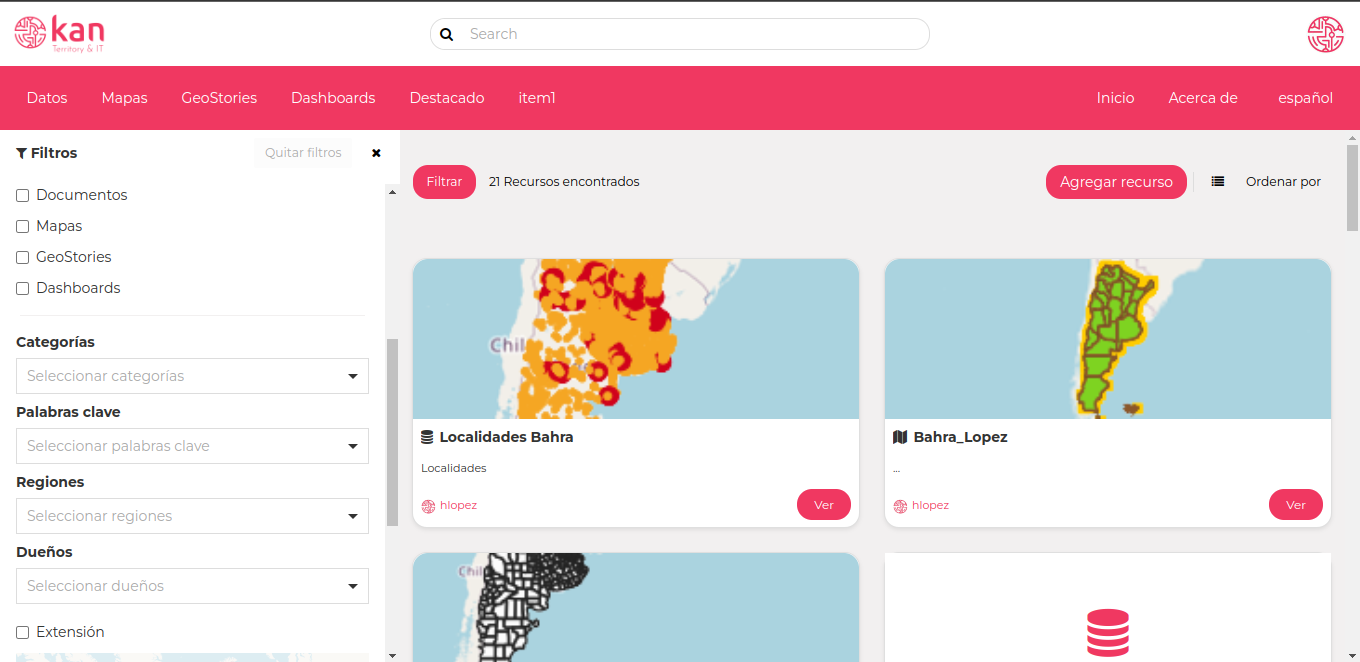 kan
Territory & IT
Search
Datos Mapas GeoStories Dashboards Destacado item1 Inicio Acerca de español
Filtros Quitar filtros
Documentos
Mapas
GeoStories
Dashboards
Categorías
Seleccionar categorías
Palabras clave
Seleccionar palabras clave
Regiones
Seleccionar regiones
Dueños
Seleccionar dueños
Extensión
Filtrar 21 Recursos encontrados Agregar recurso Ordenar por
Chil
Localidades Bahra
Localidades
hlopez Ver
Bahra_Lopez
...
hlopez Ver
Chil